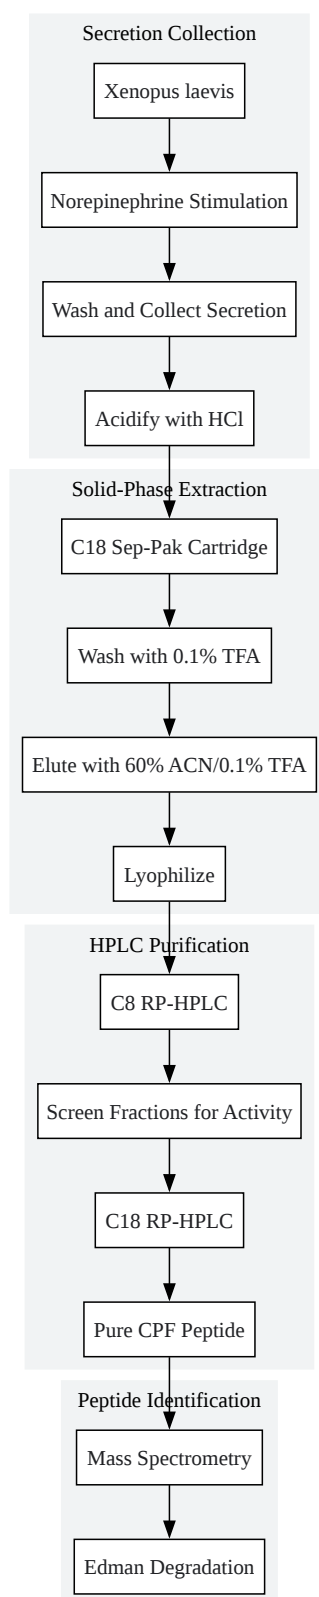 Secretion Collection
Xenopus laevis
Norepinephrine Stimulation
Wash and Collect Secretion
Acidify with HCl
Solid-Phase Extraction
C18 Sep-Pak Cartridge
Wash with 0.1% TFA
Elute with 60% ACN/0.1% TFA
Lyophilize
HPLC Purification
C8 RP-HPLC
Screen Fractions for Activity
C18 RP-HPLC
Pure CPF Peptide
Peptide Identification
Mass Spectrometry
Edman Degradation